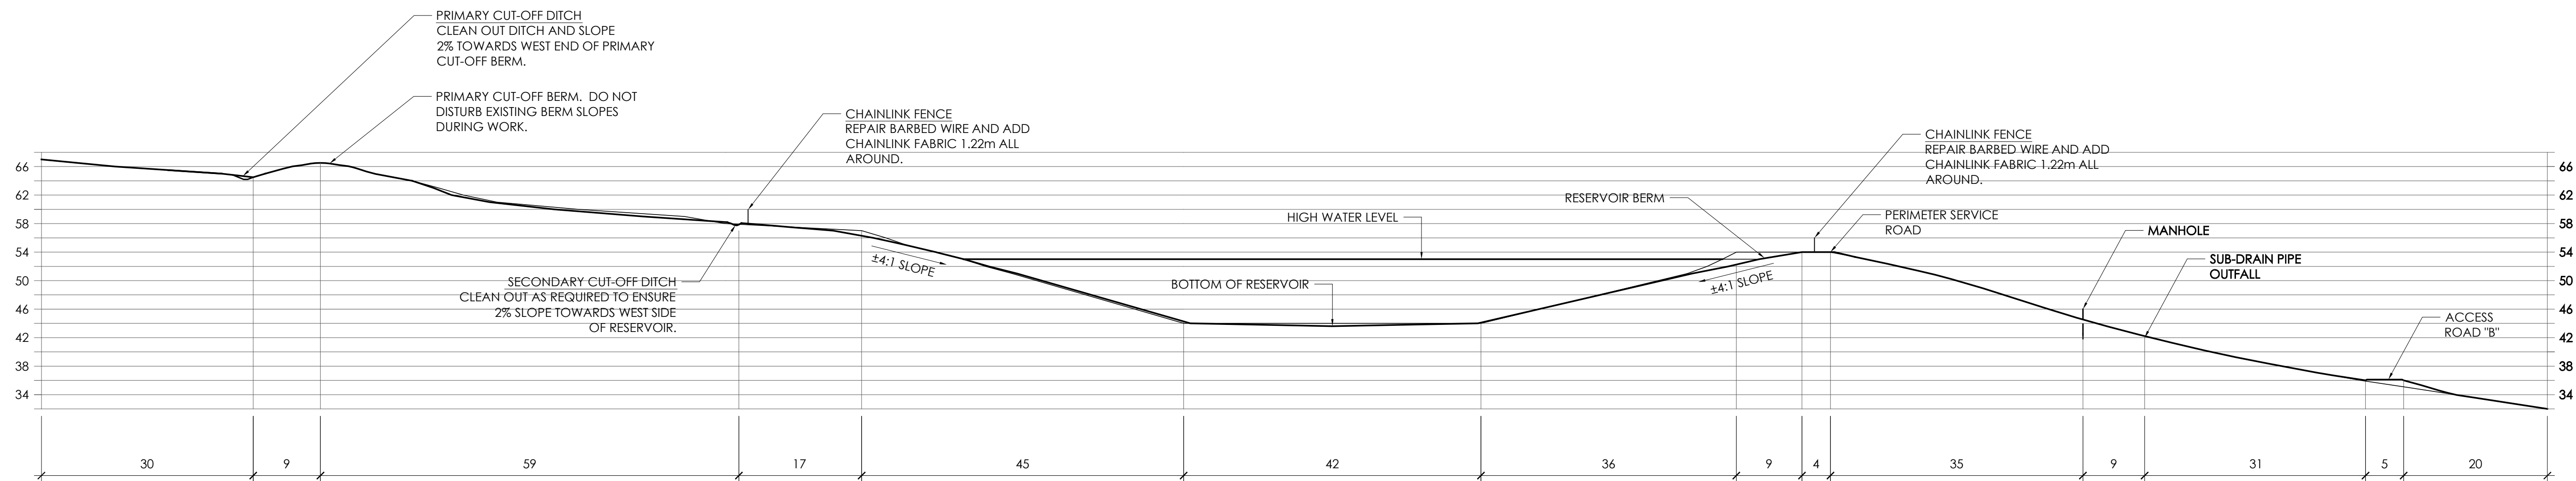 PRIMARY CUT-OFF DITCH
CLEAN OUT DITCH AND SLOPE
2% TOWARDS WEST END OF PRIMARY
CUT-OFF BERM.
PRIMARY CUT-OFF BERM. DO NOT
DISTURB EXISTING BERM SLOPES
DURING WORK.
CHAINLINK FENCE
REPAIR BARBED WIRE AND ADD
CHAINLINK FABRIC 1.22m ALL
AROUND.
CHAINLINK FENCE
REPAIR BARBED WIRE AND ADD
CHAINLINK FABRIC 1.22m ALL
AROUND.
RESERVOIR BERM
HIGH WATER LEVEL
PERIMETER SERVICE
ROAD
MANHOLE
SUB-DRAIN PIPE
OUTFALL
±4:1 SLOPE
±4:1 SLOPE
SECONDARY CUT-OFF DITCH
CLEAN OUT AS REQUIRED TO ENSURE
2% SLOPE TOWARDS WEST SIDE
OF RESERVOIR.
BOTTOM OF RESERVOIR
ACCESS
ROAD "B"
66
62
58
54
50
46
42
38
34
66
62
58
54
50
46
42
38
34
30 9 59 17 45 42 36 9 4 35 9 31 5 20